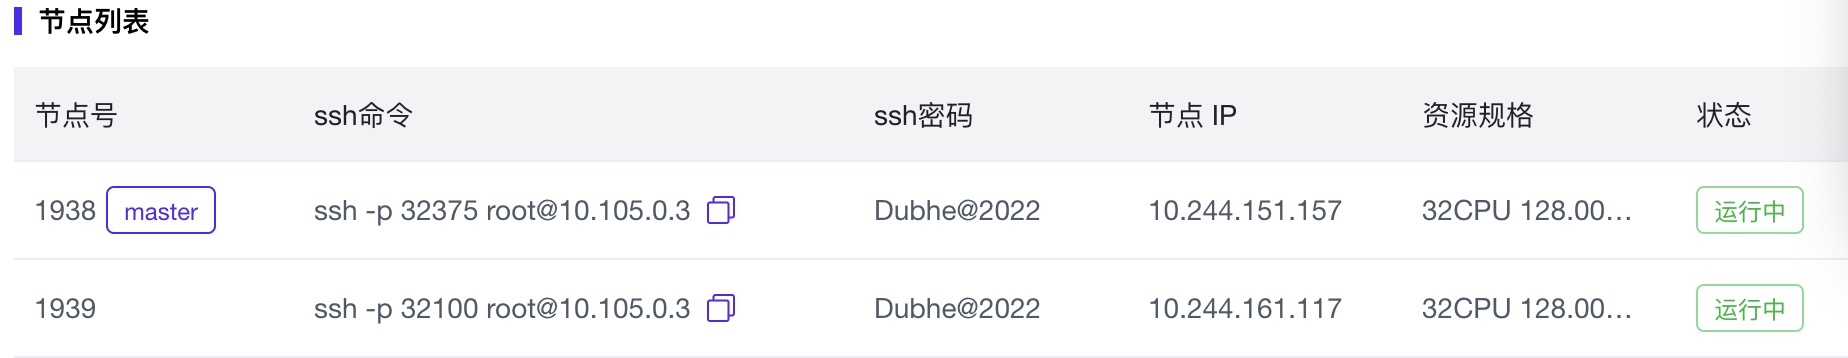 节点列表
节点号 ssh命令 ssh密码 节点 IP 资源规格 状态
1938 master ssh -p 32375 root@10.105.0.3 Dubhe@2022 10.244.151.157 32CPU 128.00... 运行中
1939 ssh -p 32100 root@10.105.0.3 Dubhe@2022 10.244.161.117 32CPU 128.00... 运行中